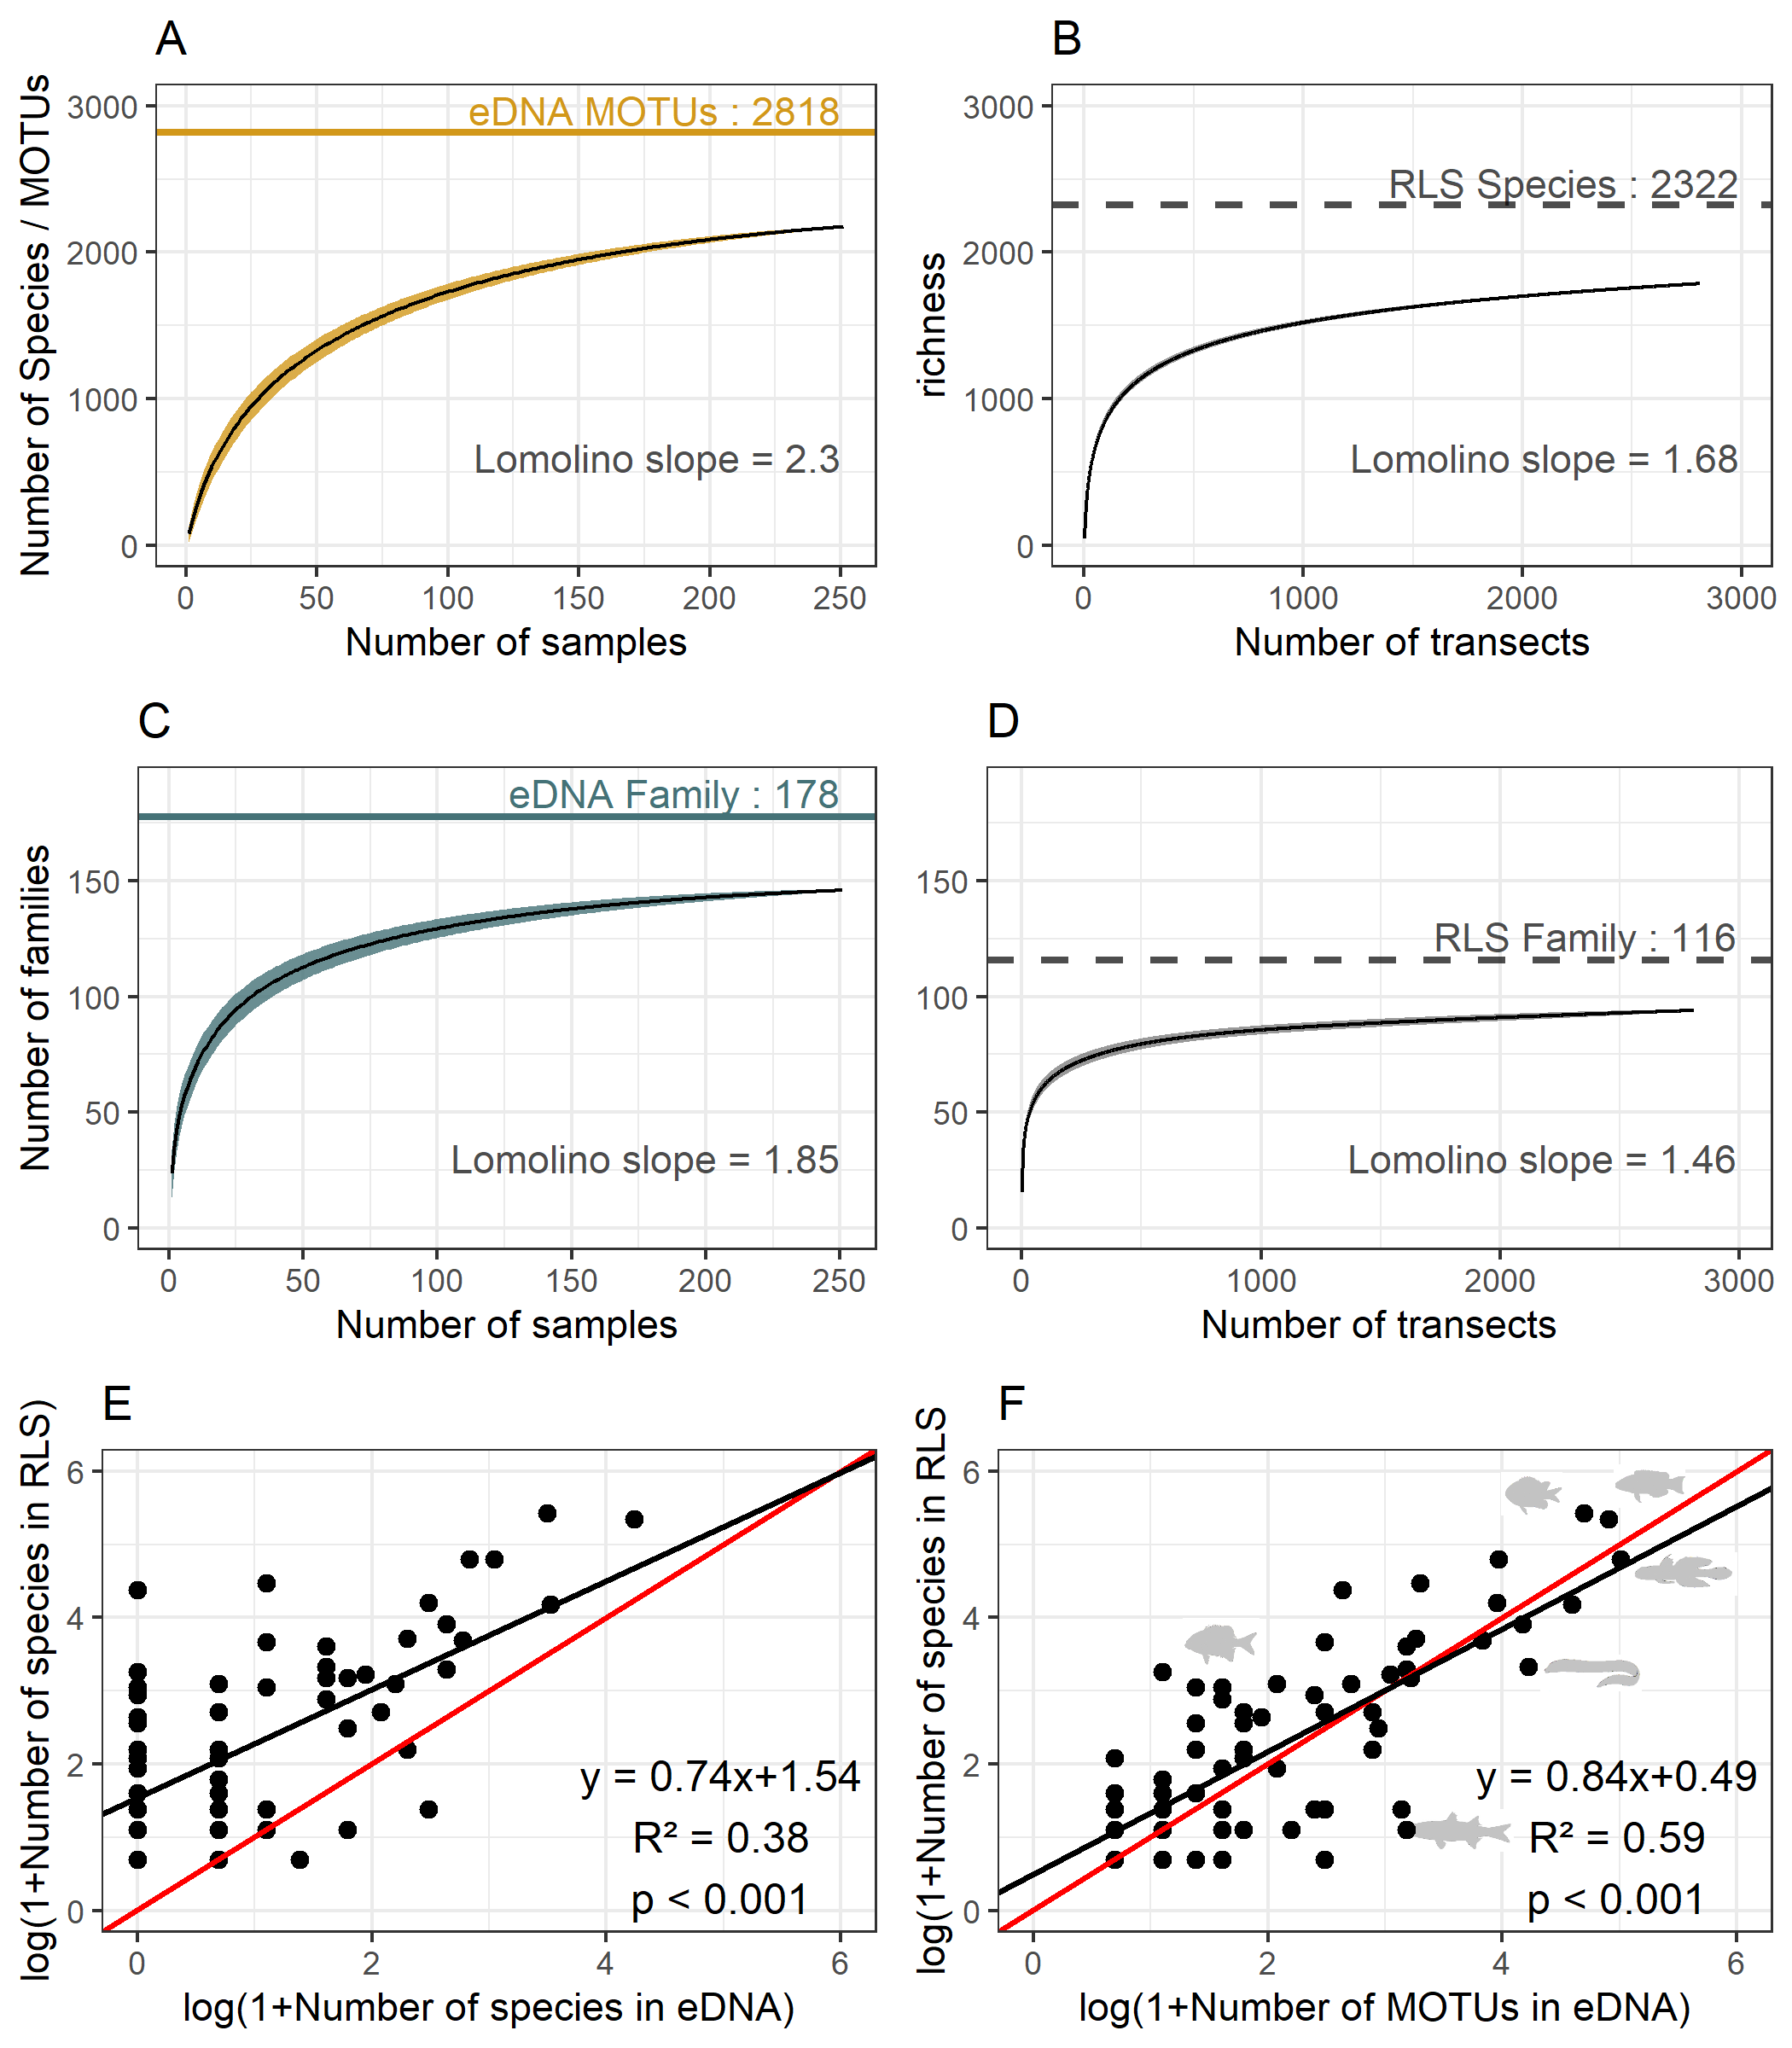 A
Number of Species / MOTUs
3000
2000
1000
0
eDNA MOTUs : 2818
Lomolino slope = 2.3
0 50 100 150 200 250
Number of samples
B
richness
3000
2000
1000
0
RLS Species : 2322
Lomolino slope = 1.68
0 1000 2000 3000
Number of transects
C
Number of families
150
100
50
0
eDNA Family : 178
Lomolino slope = 1.85
0 50 100 150 200 250
Number of samples
D
150
100
50
0
RLS Family : 116
Lomolino slope = 1.46
0 1000 2000 3000
Number of transects
E
log(1+Number of species in RLS)
6
4
2
0
y = 0.74x+1.54
R² = 0.38
p < 0.001
0 2 4 6
log(1+Number of species in eDNA)
F
log(1+Number of species in RLS
6
4
2
0
y = 0.84x+0.49
R² = 0.59
p < 0.001
0 2 4 6
log(1+Number of MOTUs in eDNA)